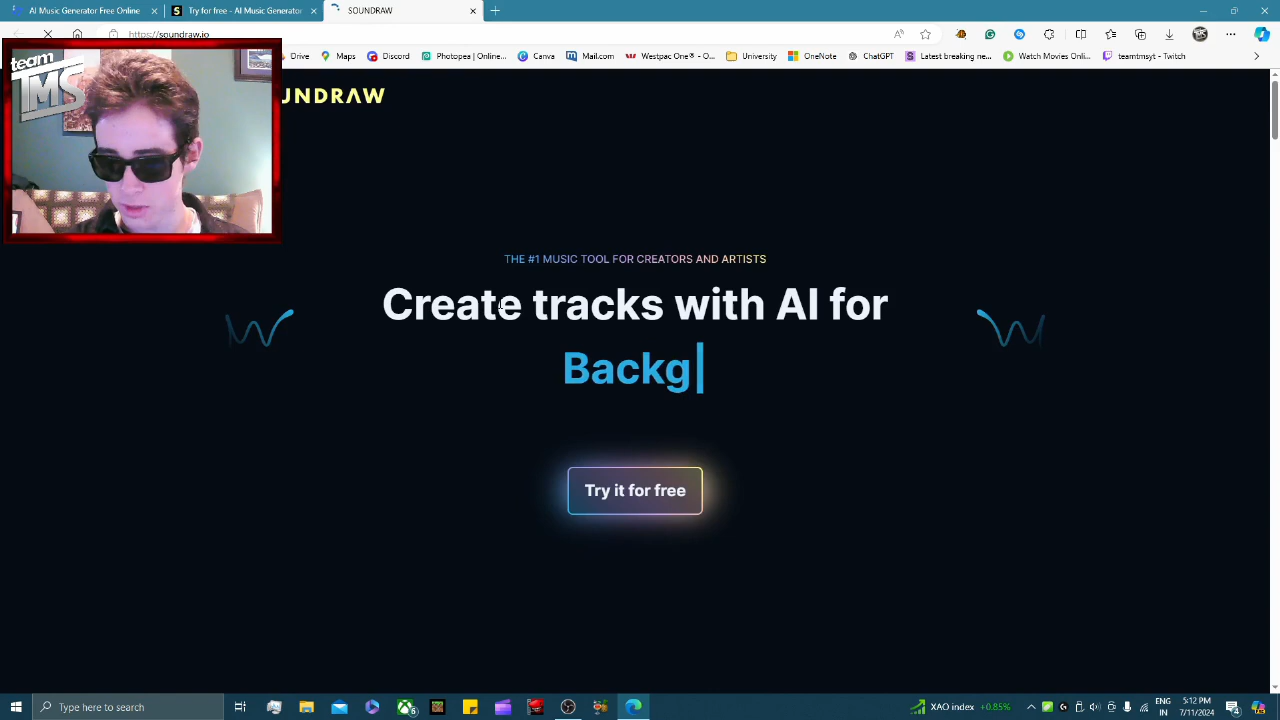 AI Music Generator Free Online
Try for free - AI Music Generator
SOUNDRAW
https://soundraw.io
Drive
Maps
Discord
Photopea | Online...
Canva
Mail.com
Westpac One® - O...
University
OneNote
ChatGPT
Latest breaking ne...
Watch Movies Onli...
teamtmsyt - Twitch
team
TMS
UNDRAW
THE #1 MUSIC TOOL FOR CREATORS AND ARTISTS
Create tracks with AI for
Backg
Try it for free
Type here to search
XAO index +0.85%
ENG
IN
5:12 PM
7/11/2024